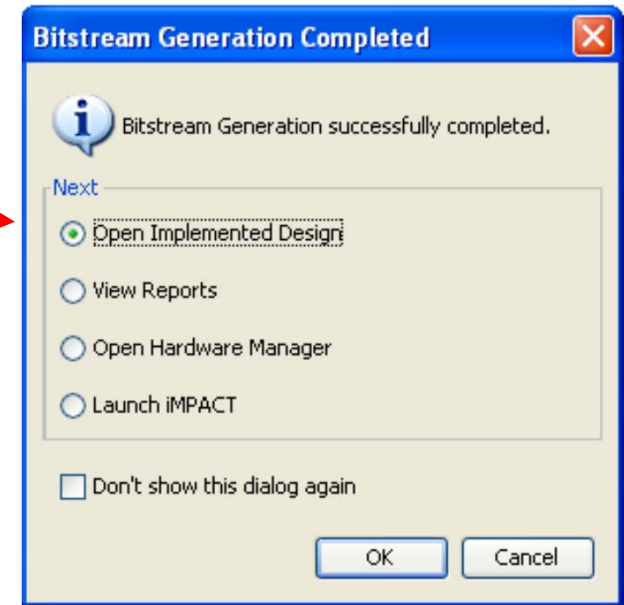 Bitstream Generation Completed
Bitstream Generation successfully completed.
Next
Open Implemented Design
View Reports
Open Hardware Manager
Launch iMPACT
Don't show this dialog again
OK Cancel